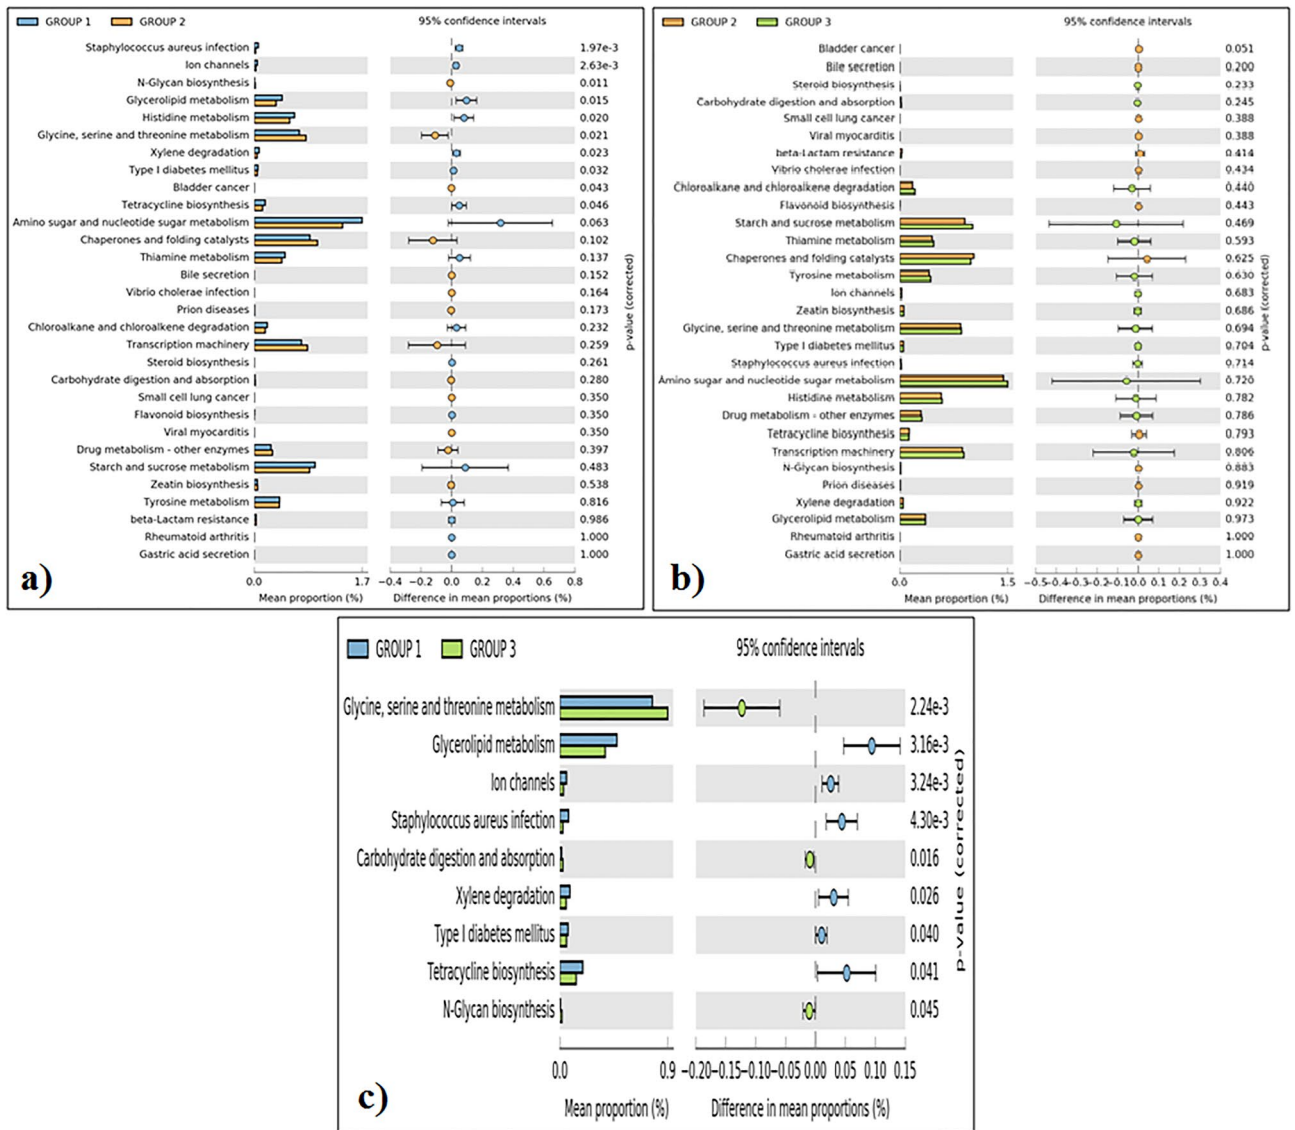 GROUP 1 GROUP 2 95% confidence intervals
Staphylococcus aureus infection 1.97e-3
Ion channels 2.63e-3
N-Glycan biosynthesis 0.011
Glycerolipid metabolism 0.015
Histidine metabolism 0.020
Glycine, serine and threonine metabolism 0.021
Xylene degradation 0.023
Type I diabetes mellitus 0.032
Bladder cancer 0.043
Tetracycline biosynthesis 0.046
Amino sugar and nucleotide sugar metabolism 0.063
Chaperones and folding catalysts 0.102
Thiamine metabolism 0.137
Bile secretion 0.152
Vibrio cholerae infection 0.164
Prion diseases 0.173
Chloroalkane and chloroalkene degradation 0.232
Transcription machinery 0.259
Steroid biosynthesis 0.261
Carbohydrate digestion and absorption 0.280
Small cell lung cancer 0.350
Flavonoid biosynthesis 0.350
Viral myocarditis 0.350
Drug metabolism - other enzymes 0.397
Starch and sucrose metabolism 0.483
Zeatin biosynthesis 0.538
Tyrosine metabolism 0.816
beta-Lactam resistance 0.986
Rheumatoid arthritis 1.000
Gastric acid secretion 1.000
p-value (corrected)
0.0 1.7 −0.4 −0.2 0.0 0.2 0.4 0.6 0.8
Mean proportion (%) Difference in mean proportions (%)
a)
GROUP 2 GROUP 3 95% confidence intervals
Bladder cancer 0.051
Bile secretion 0.200
Steroid biosynthesis 0.233
Carbohydrate digestion and absorption 0.245
Small cell lung cancer 0.388
Viral myocarditis 0.388
beta-Lactam resistance 0.414
Vibrio cholerae infection 0.434
Chloroalkane and chloroalkene degradation 0.440
Flavonoid biosynthesis 0.443
Starch and sucrose metabolism 0.469
Thiamine metabolism 0.593
Chaperones and folding catalysts 0.625
Tyrosine metabolism 0.630
Ion channels 0.683
Zeatin biosynthesis 0.686
Glycine, serine and threonine metabolism 0.694
Type I diabetes mellitus 0.704
Staphylococcus aureus infection 0.714
Amino sugar and nucleotide sugar metabolism 0.720
Histidine metabolism 0.782
Drug metabolism - other enzymes 0.786
Tetracycline biosynthesis 0.793
Transcription machinery 0.806
N-Glycan biosynthesis 0.883
Prion diseases 0.919
Xylene degradation 0.922
Glycerolipid metabolism 0.973
Rheumatoid arthritis 1.000
Gastric acid secretion 1.000
p-value (corrected)
0.0 1.5 −0.5−0.4−0.3−0.2−0.1 0.0 0.1 0.2 0.3 0.4
Mean proportion (%) Difference in mean proportions (%)
b)
GROUP 1 GROUP 3 95% confidence intervals
Glycine, serine and threonine metabolism 2.24e-3
Glycerolipid metabolism 3.16e-3
Ion channels 3.24e-3
Staphylococcus aureus infection 4.30e-3
Carbohydrate digestion and absorption 0.016
Xylene degradation 0.026
Type I diabetes mellitus 0.040
Tetracycline biosynthesis 0.041
N-Glycan biosynthesis 0.045
p-value (corrected)
0.0 0.9 −0.20−0.15−0.10−0.05 0.00 0.05 0.10 0.15
Mean proportion (%) Difference in mean proportions (%)
c)